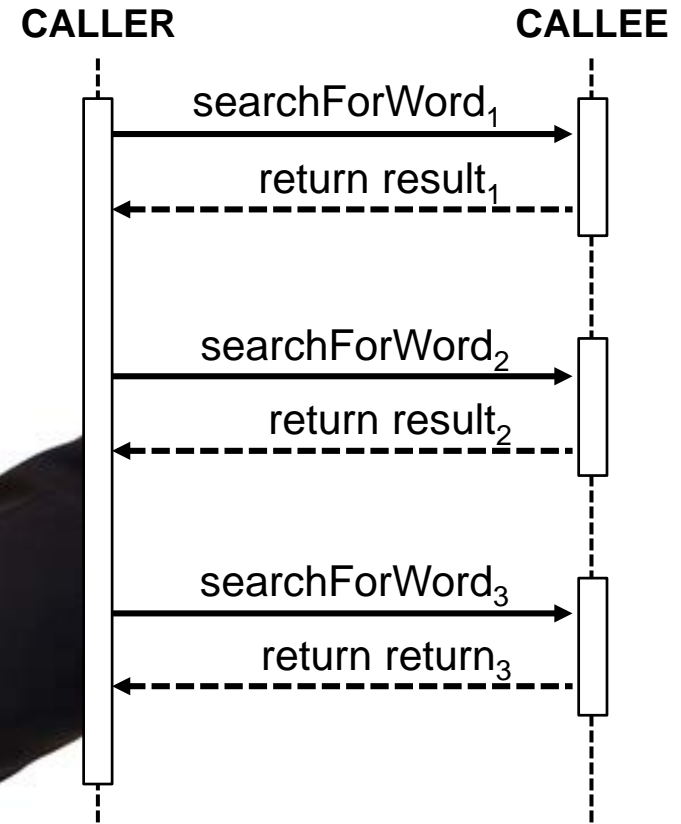 CALLER CALLEE
searchForWord₁
return result₁
searchForWord₂
return result₂
searchForWord₃
return return₃